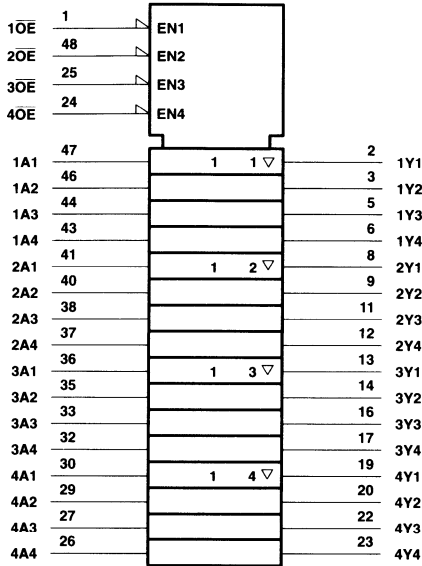 1O̅E̅ 1 EN1
2O̅E̅ 48 EN2
3O̅E̅ 25 EN3
4O̅E̅ 24 EN4
1A1 47 1 1 ▽ 2 1Y1
1A2 46 3 1Y2
1A3 44 5 1Y3
1A4 43 6 1Y4
2A1 41 1 2 ▽ 8 2Y1
2A2 40 9 2Y2
2A3 38 11 2Y3
2A4 37 12 2Y4
3A1 36 1 3 ▽ 13 3Y1
3A2 35 14 3Y2
3A3 33 16 3Y3
3A4 32 17 3Y4
4A1 30 1 4 ▽ 19 4Y1
4A2 29 20 4Y2
4A3 27 22 4Y3
4A4 26 23 4Y4